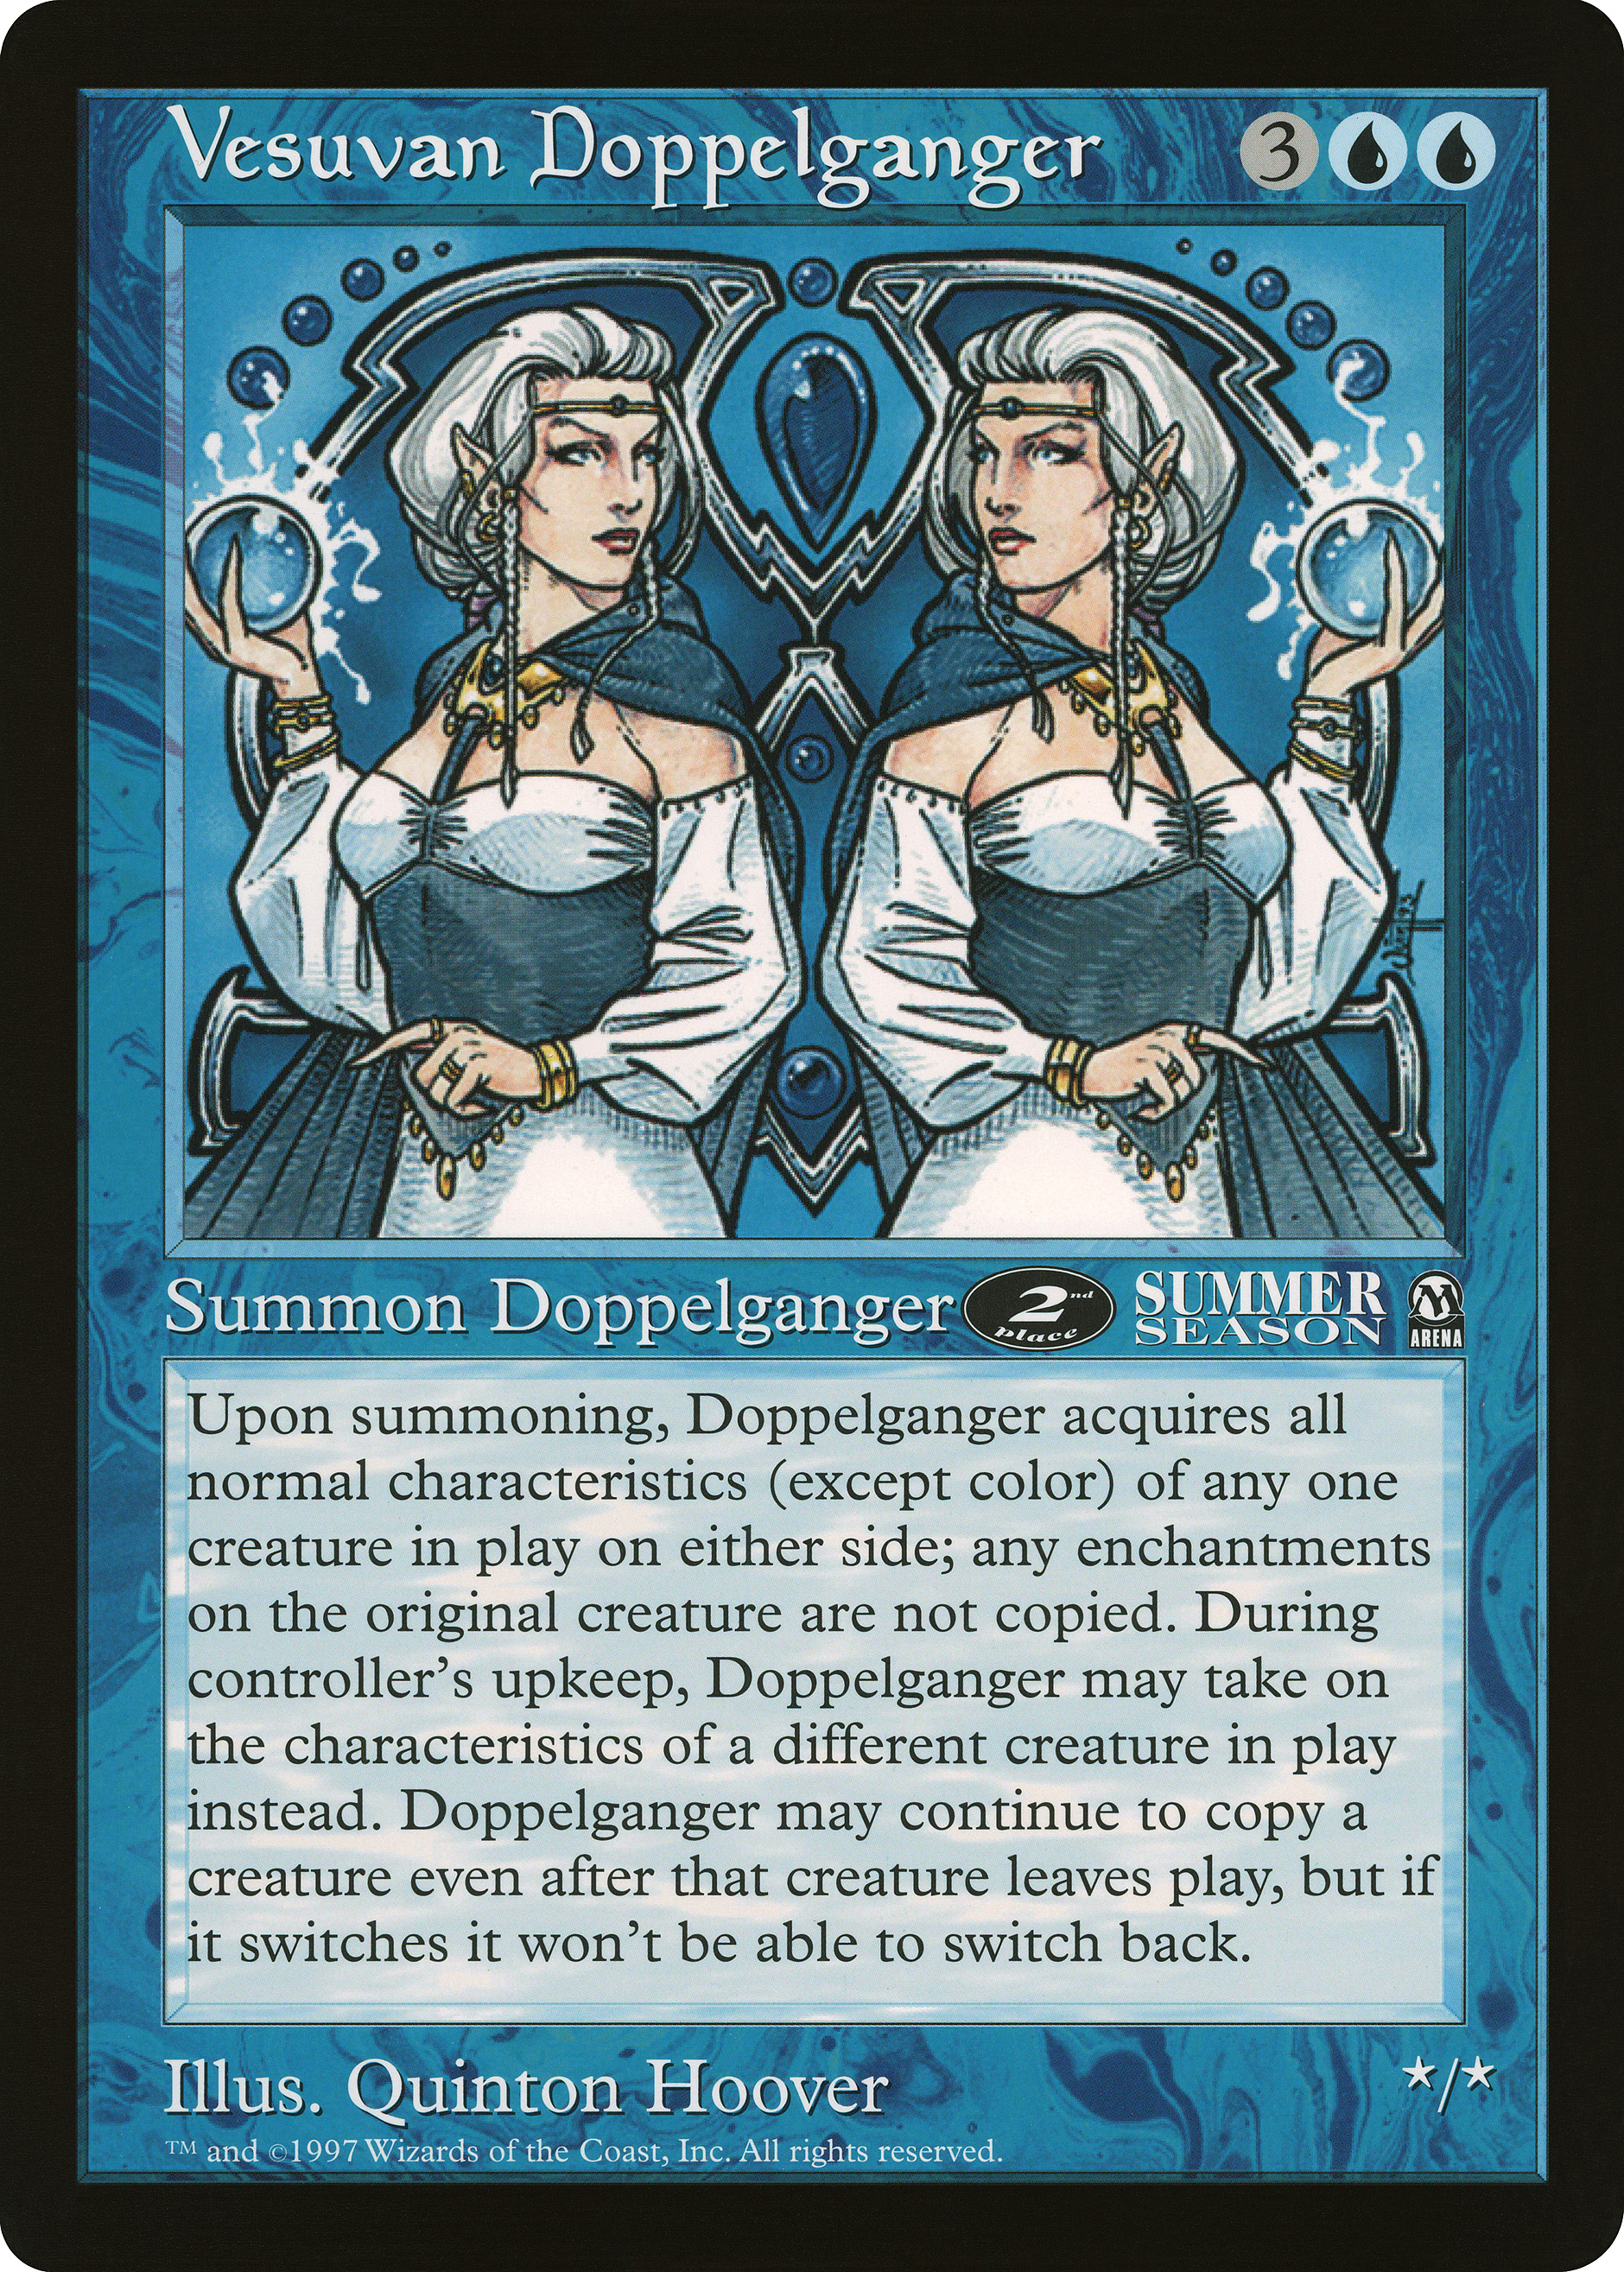 Vesuvan Doppelganger 3
Summon Doppelganger 2nd place SUMMER SEASON M ARENA
Upon summoning, Doppelganger acquires all
normal characteristics (except color) of any one
creature in play on either side; any enchantments
on the original creature are not copied. During
controller's upkeep, Doppelganger may take on
the characteristics of a different creature in play
instead. Doppelganger may continue to copy a
creature even after that creature leaves play, but if
it switches it won't be able to switch back.
Illus. Quinton Hoover ★/★
™ and ©1997 Wizards of the Coast, Inc. All rights reserved.